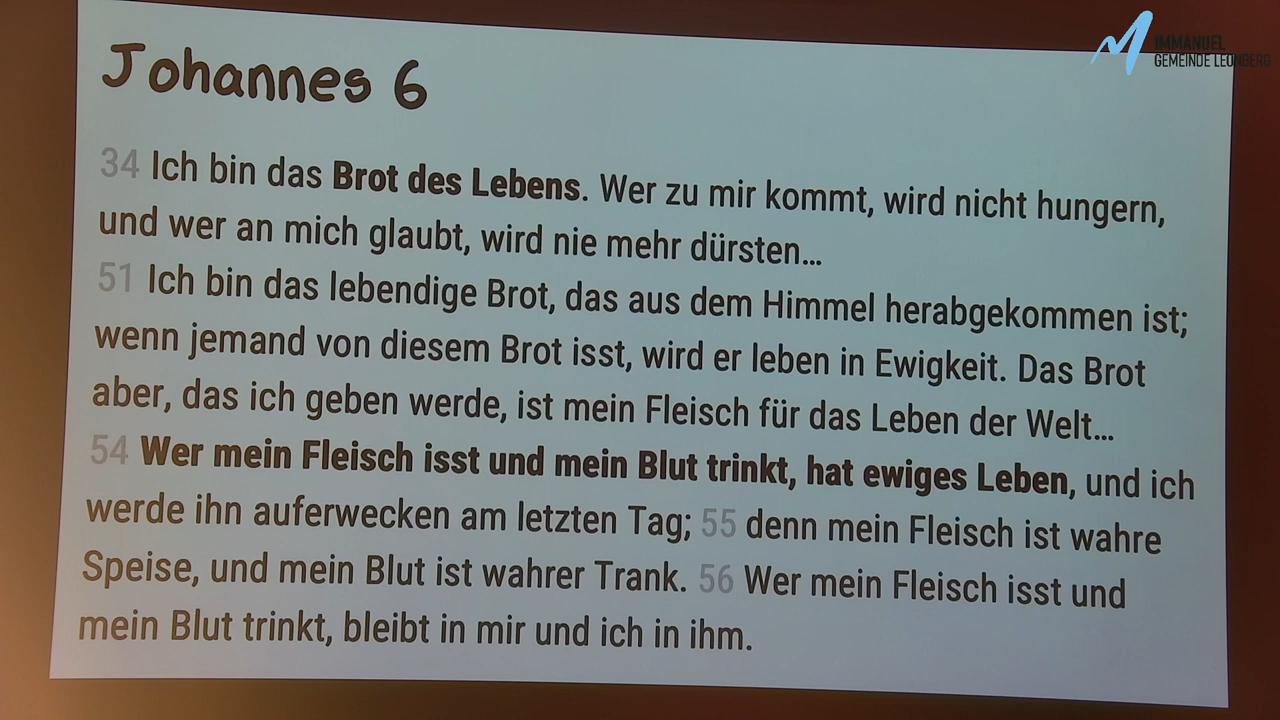 IMMANUEL
GEMEINDE LEONBERG
Johannes 6
34 Ich bin das Brot des Lebens. Wer zu mir kommt, wird nicht hungern,
und wer an mich glaubt, wird nie mehr dürsten…
51 Ich bin das lebendige Brot, das aus dem Himmel herabgekommen ist;
wenn jemand von diesem Brot isst, wird er leben in Ewigkeit. Das Brot
aber, das ich geben werde, ist mein Fleisch für das Leben der Welt…
54 Wer mein Fleisch isst und mein Blut trinkt, hat ewiges Leben, und ich
werde ihn auferwecken am letzten Tag; 55 denn mein Fleisch ist wahre
Speise, und mein Blut ist wahrer Trank. 56 Wer mein Fleisch isst und
mein Blut trinkt, bleibt in mir und ich in ihm.